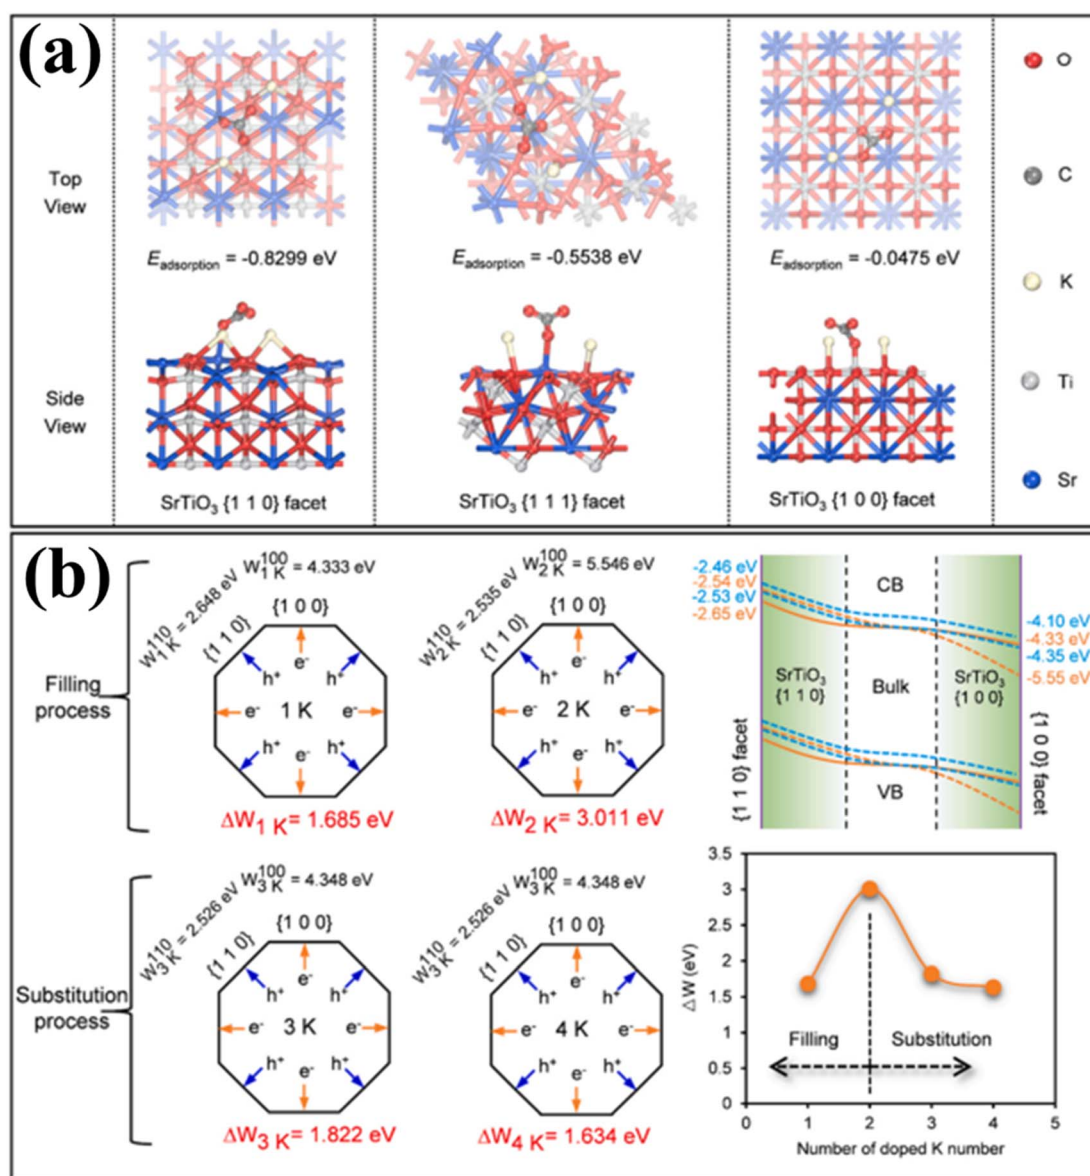 (a)
Top
View
E_adsorption = -0.8299 eV
E_adsorption = -0.5538 eV
E_adsorption = -0.0475 eV
Side
View
SrTiO₃ {1 1 0} facet
SrTiO₃ {1 1 1} facet
SrTiO₃ {1 0 0} facet
O
C
K
Ti
Sr
(b)
Filling
process
W¹¹⁰₁ K = 2.648 eV
W¹⁰⁰₁ K = 4.333 eV
{1 1 0}
{1 0 0}
e⁻
h⁺ h⁺
e⁻ 1 K e⁻
h⁺ h⁺
e⁻
ΔW₁ K= 1.685 eV
W¹¹⁰₂ K = 2.535 eV
W¹⁰⁰₂ K = 5.546 eV
{1 1 0}
{1 0 0}
e⁻
h⁺ h⁺
e⁻ 2 K e⁻
h⁺ h⁺
e⁻
ΔW₂ K= 3.011 eV
-2.46 eV
-2.54 eV
-2.53 eV
-2.65 eV
CB
-4.10 eV
-4.33 eV
-4.35 eV
-5.55 eV
SrTiO₃
{1 1 0}
Bulk
SrTiO₃
{1 0 0}
VB
{1 1 0} facet
{1 0 0} facet
Substitution
process
W¹¹⁰₃ K = 2.526 eV
W¹⁰⁰₃ K = 4.348 eV
{1 1 0}
{1 0 0}
e⁻
h⁺ h⁺
e⁻ 3 K e⁻
h⁺ h⁺
e⁻
ΔW₃ K= 1.822 eV
W¹¹⁰₃ K = 2.526 eV
W¹⁰⁰₃ K = 4.348 eV
{1 1 0}
{1 0 0}
e⁻
h⁺ h⁺
e⁻ 4 K e⁻
h⁺ h⁺
e⁻
ΔW₄ K= 1.634 eV
△W (eV)
3.5
3
2.5
2
1.5
1
0.5
0
Filling
Substitution
0 1 2 3 4 5
Number of doped K number